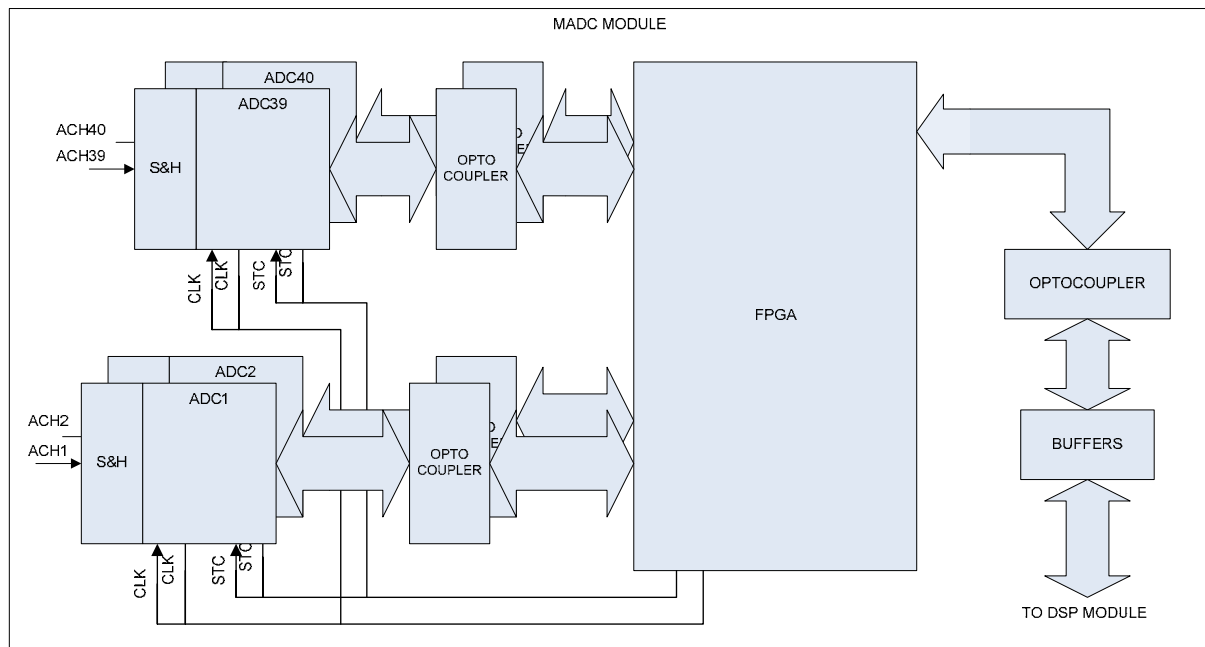 MADC MODULE
ADC40
ADC39
ACH40
ACH39
S&H
OPTO
COUPLER
CLK
CLK
STC
STC
FPGA
OPTOCOUPLER
ADC2
ADC1
ACH2
ACH1
S&H
OPTO
COUPLER
BUFFERS
CLK
CLK
STC
STC
TO DSP MODULE